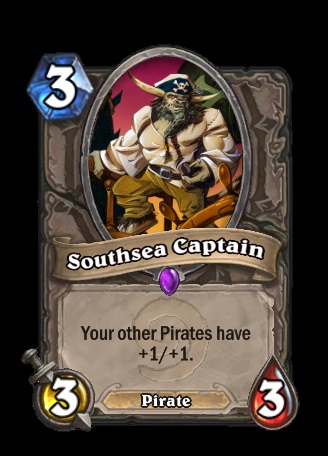 3
Southsea Captain
Your other Pirates have
+1/+1.
3
Pirate
3